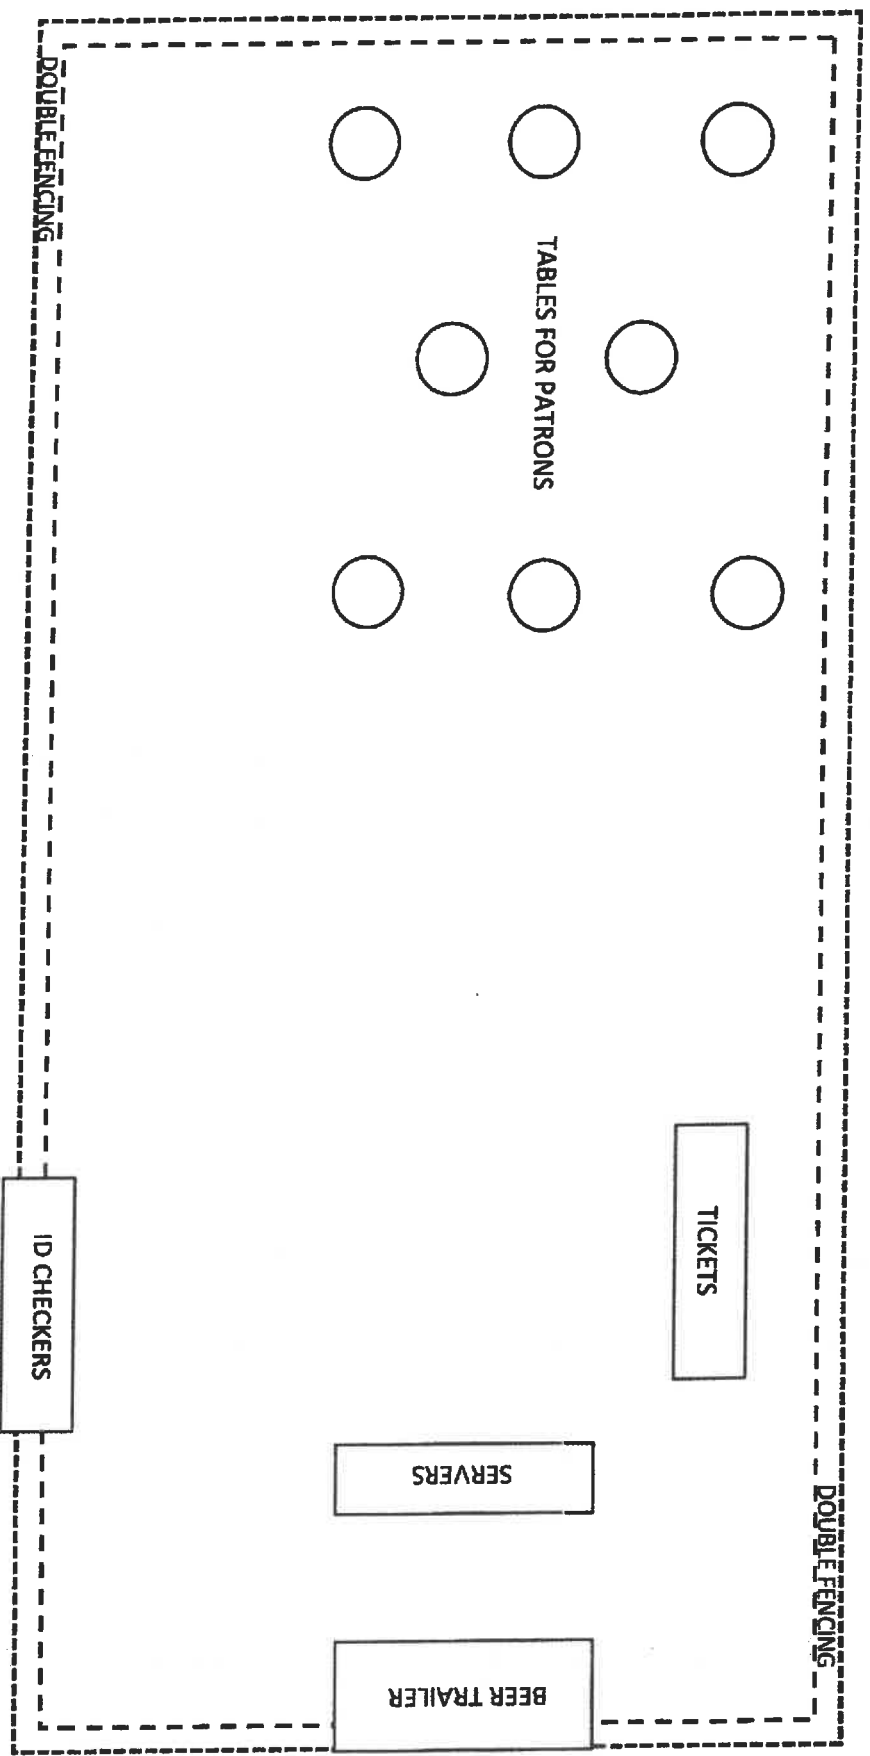 DOUBLE FENCING
TABLES FOR PATRONS
TICKETS
ID CHECKERS
SERVERS
BEER TRAILER
DOUBLE FENCING